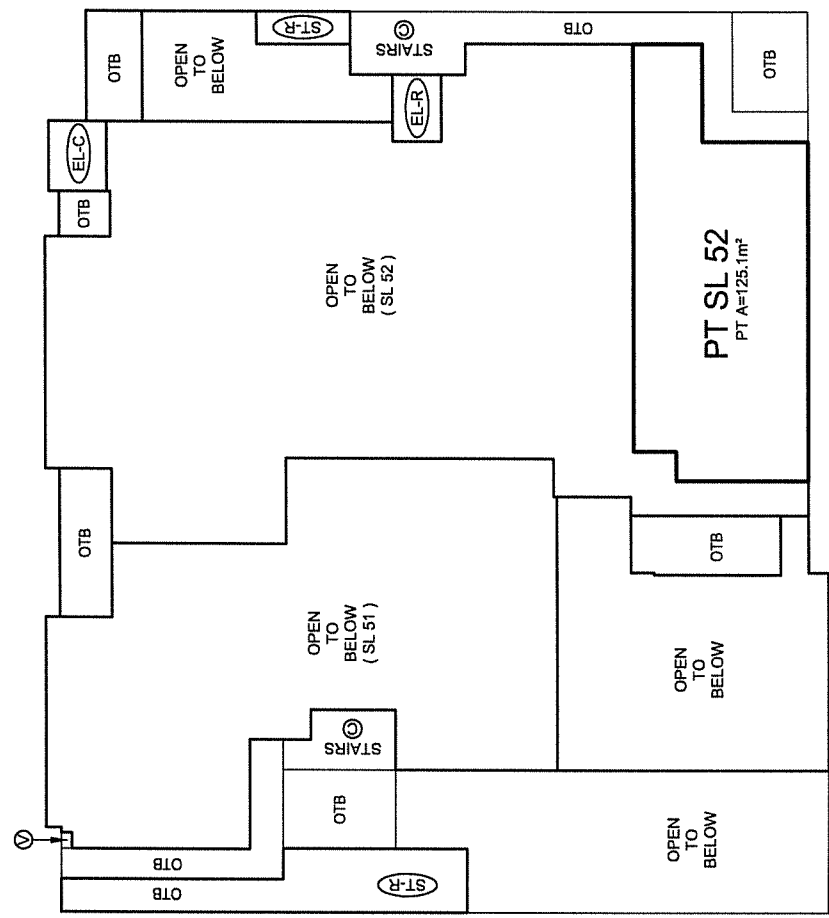 OTB
OPEN
TO
BELOW
ST-R
C
STAIRS
OTB
OTB
EL-C
EL-R
OTB
OPEN
TO
BELOW
( SL 52 )
PT SL 52
PT A=125.1m²
OTB
OTB
OPEN
TO
BELOW
( SL 51 )
OPEN
TO
BELOW
C
STAIRS
OTB
V
OTB
OTB
ST-R
OPEN
TO
BELOW